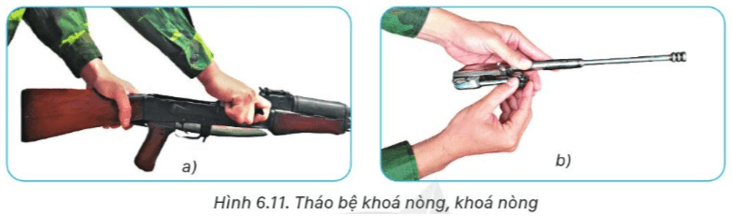 a)
b)
Hình 6.11. Tháo bệ khoá nòng, khoá nòng